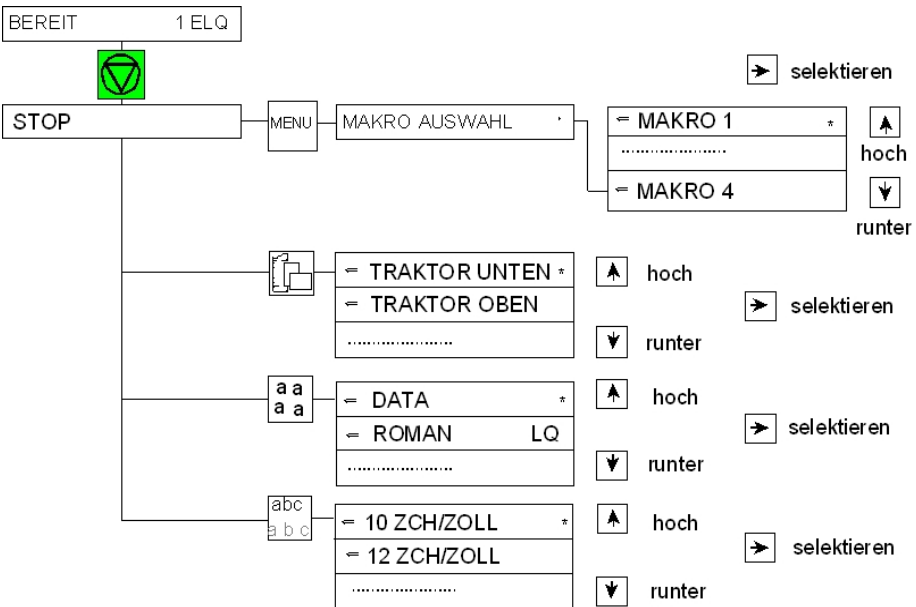 BEREIT 1 ELQ
selektieren
STOP
MENU
MAKRO AUSWAHL
= MAKRO 1 *
.....................
= MAKRO 4
hoch
runter
= TRAKTOR UNTEN *
= TRAKTOR OBEN
.....................
hoch
selektieren
runter
a a
a a
= DATA *
= ROMAN LQ
.....................
hoch
selektieren
runter
abc
a b c
= 10 ZCH/ZOLL *
= 12 ZCH/ZOLL
.....................
hoch
selektieren
runter